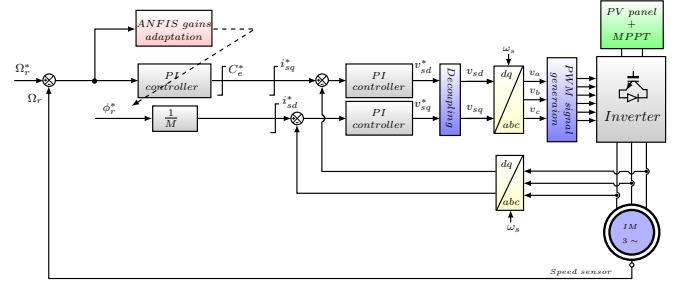 ANFIS gains
adaptation
PV panel
+
MPPT
Ω*r
Ωr
PI
controller
C*e
i*sq
PI
controller
v*sd
Decoupling
vsd
ωs
dq
abc
va
vb
vc
PWM signal
generaion
Inverter
ϕ*r
1
M
i*sd
PI
controller
v*sq
vsq
dq
abc
ωs
IM
3 ~
Speed sensor